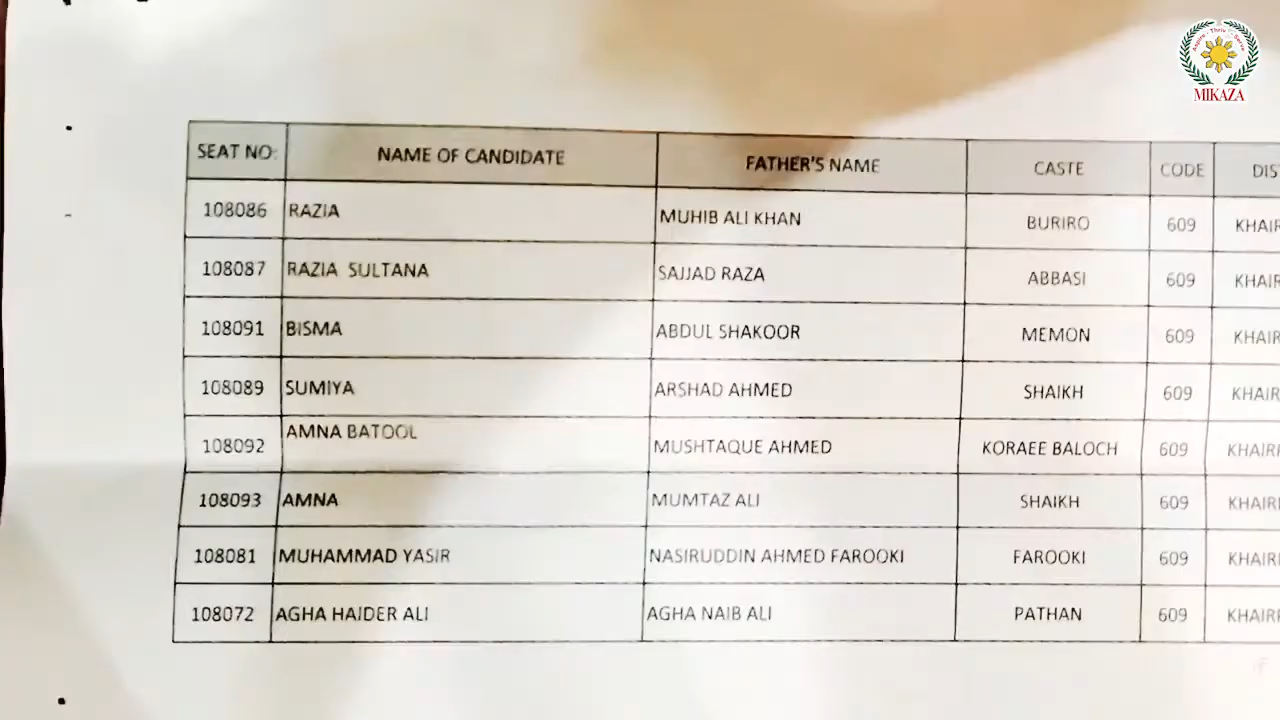 Aspire Thrive Serve
MIKAZA
SEAT NO: NAME OF CANDIDATE FATHER'S NAME CASTE CODE
108086 RAZIA MUHIB ALI KHAN BURIRO 609
108087 RAZIA SULTANA SAJJAD RAZA ABBASI 609
108091 BISMA ABDUL SHAKOOR MEMON 609
108089 SUMIYA ARSHAD AHMED SHAIKH 609
108092 AMNA BATOOL MUSHTAQUE AHMED KORAEE BALOCH 609
108093 AMNA MUMTAZ ALI SHAIKH 609
108081 MUHAMMAD YASIR NASIRUDDIN AHMED FAROOKI FAROOKI 609
108072 AGHA HAIDER ALI AGHA NAIB ALI PATHAN 609